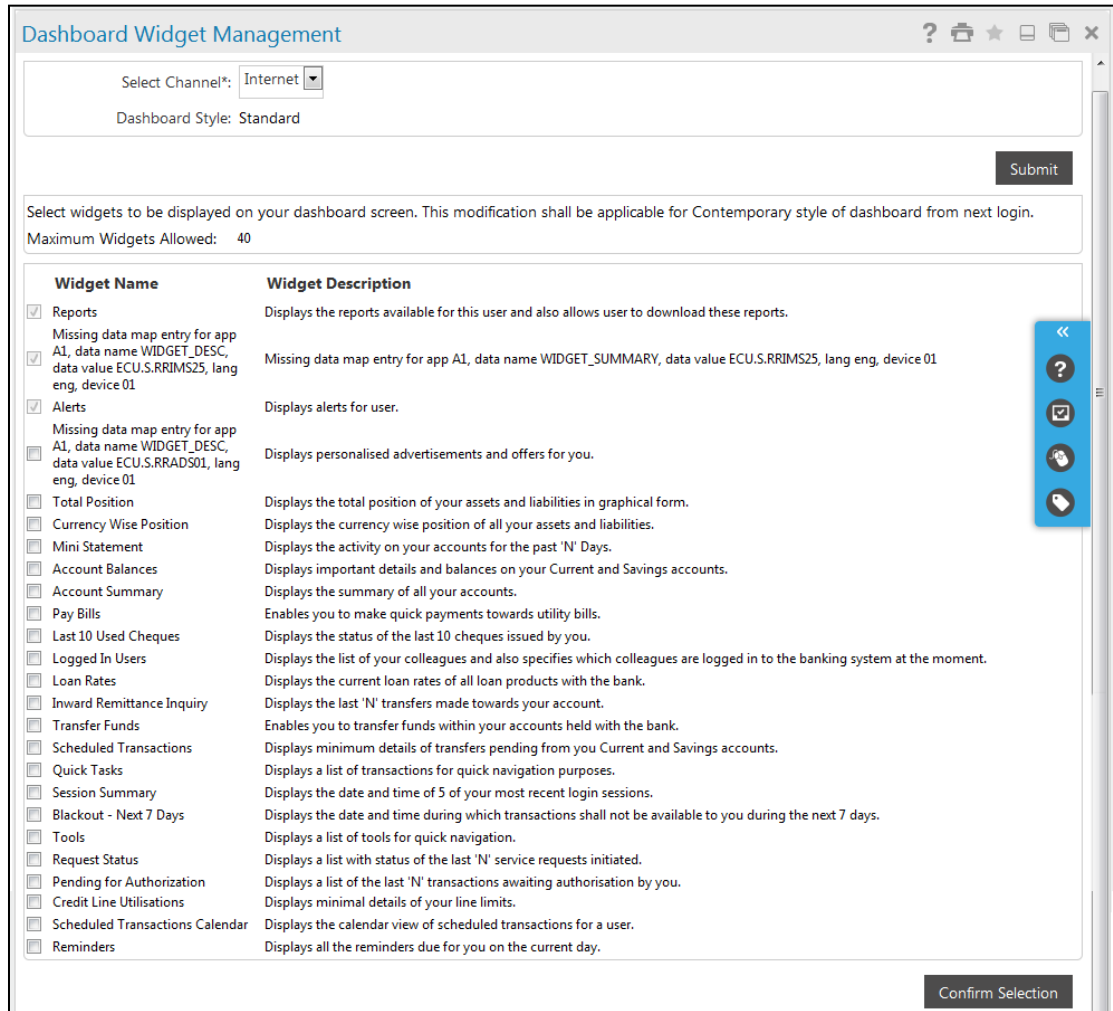 Dashboard Widget Management
Select Channel*: Internet
Dashboard Style: Standard
Submit
Select widgets to be displayed on your dashboard screen. This modification shall be applicable for Contemporary style of dashboard from next login.
Maximum Widgets Allowed: 40
Widget Name Widget Description
Reports Displays the reports available for this user and also allows user to download these reports.
Missing data map entry for app
A1, data name WIDGET_DESC,
data value ECU.S.RRIMS25, lang
eng, device 01
Missing data map entry for app A1, data name WIDGET_SUMMARY, data value ECU.S.RRIMS25, lang eng, device 01
Alerts Displays alerts for user.
Missing data map entry for app
A1, data name WIDGET_DESC,
data value ECU.S.RRADS01, lang
eng, device 01
Displays personalised advertisements and offers for you.
Total Position Displays the total position of your assets and liabilities in graphical form.
Currency Wise Position Displays the currency wise position of all your assets and liabilities.
Mini Statement Displays the activity on your accounts for the past 'N' Days.
Account Balances Displays important details and balances on your Current and Savings accounts.
Account Summary Displays the summary of all your accounts.
Pay Bills Enables you to make quick payments towards utility bills.
Last 10 Used Cheques Displays the status of the last 10 cheques issued by you.
Logged In Users Displays the list of your colleagues and also specifies which colleagues are logged in to the banking system at the moment.
Loan Rates Displays the current loan rates of all loan products with the bank.
Inward Remittance Inquiry Displays the last 'N' transfers made towards your account.
Transfer Funds Enables you to transfer funds within your accounts held with the bank.
Scheduled Transactions Displays minimum details of transfers pending from you Current and Savings accounts.
Quick Tasks Displays a list of transactions for quick navigation purposes.
Session Summary Displays the date and time of 5 of your most recent login sessions.
Blackout - Next 7 Days Displays the date and time during which transactions shall not be available to you during the next 7 days.
Tools Displays a list of tools for quick navigation.
Request Status Displays a list with status of the last 'N' service requests initiated.
Pending for Authorization Displays a list of the last 'N' transactions awaiting authorisation by you.
Credit Line Utilisations Displays minimal details of your line limits.
Scheduled Transactions Calendar Displays the calendar view of scheduled transactions for a user.
Reminders Displays all the reminders due for you on the current day.
Confirm Selection